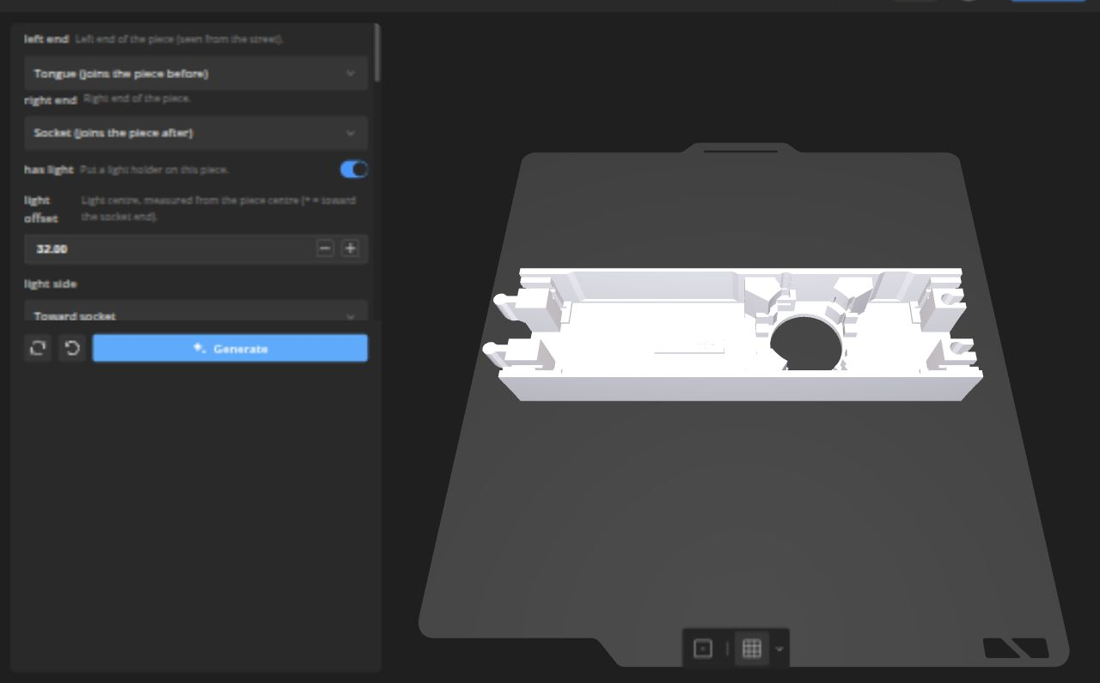 left end Left end of the piece (seen from the street).
Tongue (joins the piece before)
right end Right end of the piece.
Socket (joins the piece after)
has light Put a light holder on this piece.
light offset
Light centre, measured from the piece centre (+ = toward
the socket end).
32.00
light side
Toward socket
Generate